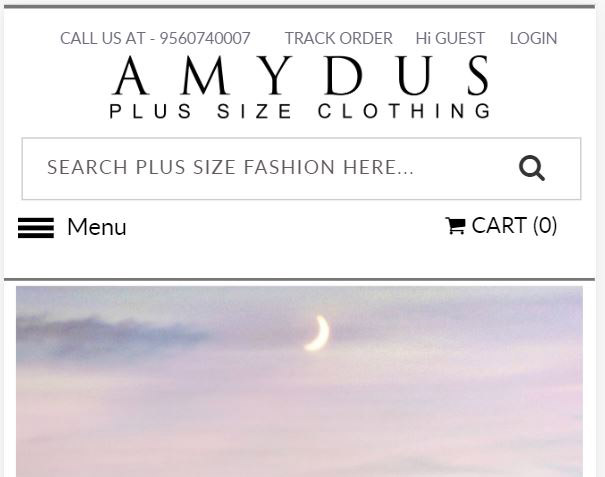 CALL US AT - 9560740007 TRACK ORDER Hi GUEST LOGIN
AMYDUS
PLUS SIZE CLOTHING
SEARCH PLUS SIZE FASHION HERE...
Menu CART (0)